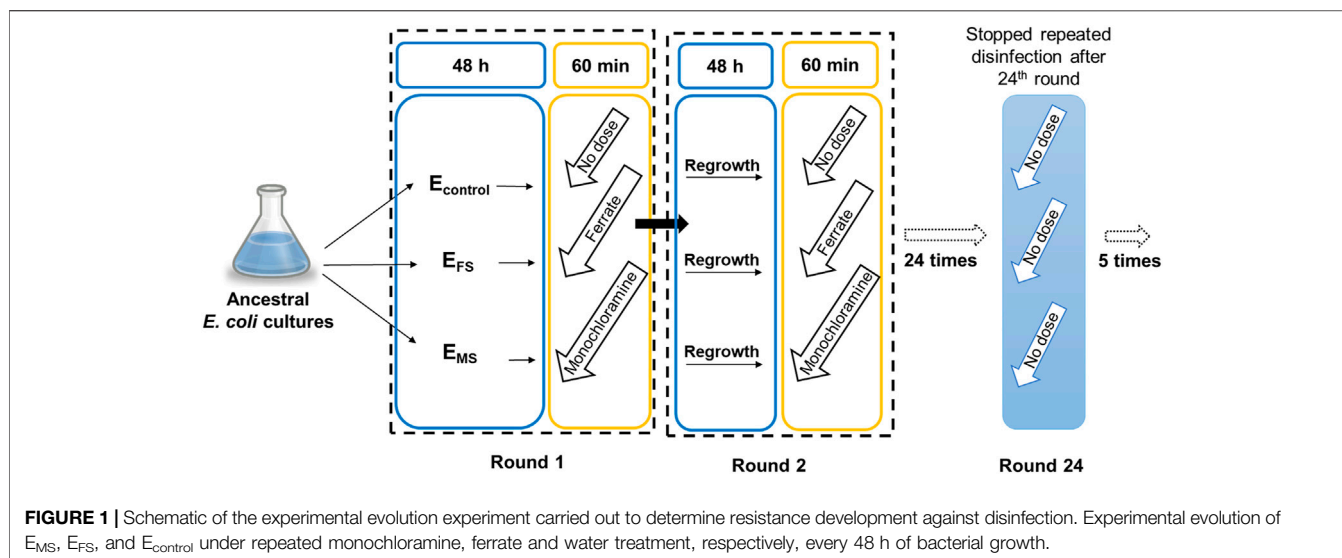 48 h
60 min
48 h
60 min
Stopped repeated
disinfection after
24th round
Ancestral
E. coli cultures
Econtrol
EFS
EMS
No dose
Ferrate
Monochloramine
Regrowth
Regrowth
Regrowth
No dose
Ferrate
Monochloramine
24 times
No dose
No dose
No dose
5 times
Round 1
Round 2
Round 24
FIGURE 1 | Schematic of the experimental evolution experiment carried out to determine resistance development against disinfection. Experimental evolution of
EMS, EFS, and Econtrol under repeated monochloramine, ferrate and water treatment, respectively, every 48 h of bacterial growth.